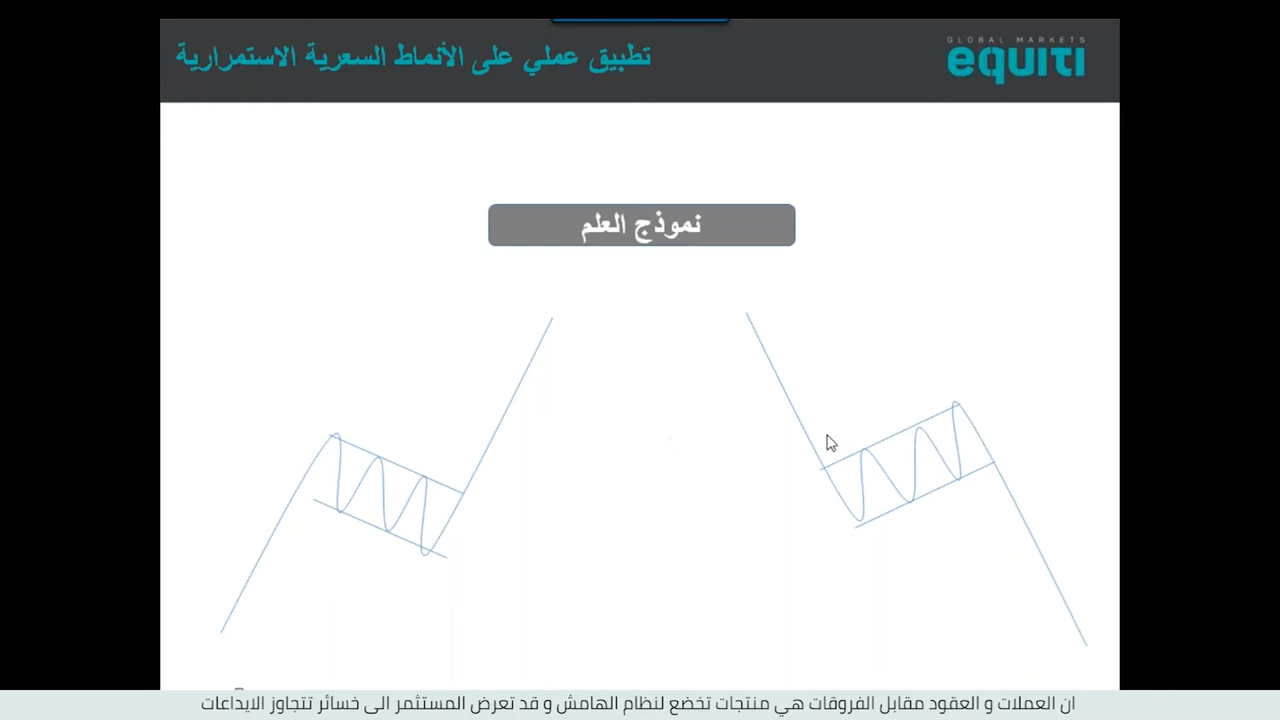 تطبيق عملي على الأنماط السعرية الاستمرارية
GLOBAL MARKETS
equiti
نموذج العلم
ان العملات و العقود مقابل الفروقات هي منتجات تخضع لنظام الهامش و قد تعرض المستثمر الى خسائر تتجاوز الايداعات